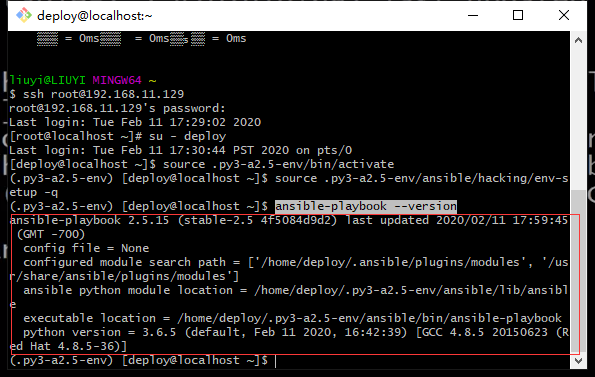 deploy@localhost:~
= 0ms = 0ms = 0ms
liuyi@LIUYI MINGW64 ~
$ ssh root@192.168.11.129
root@192.168.11.129's password:
Last login: Tue Feb 11 17:29:02 2020
[root@localhost ~]# su - deploy
Last login: Tue Feb 11 17:30:44 PST 2020 on pts/0
[deploy@localhost ~]$ source .py3-a2.5-env/bin/activate
(.py3-a2.5-env) [deploy@localhost ~]$ source .py3-a2.5-env/ansible/hacking/env-s
etup -q
(.py3-a2.5-env) [deploy@localhost ~]$ ansible-playbook --version
ansible-playbook 2.5.15 (stable-2.5 4f5084d9d2) last updated 2020/02/11 17:59:45
(GMT -700)
config file = None
configured module search path = ['/home/deploy/.ansible/plugins/modules', '/us
r/share/ansible/plugins/modules']
ansible python module location = /home/deploy/.py3-a2.5-env/ansible/lib/ansibl
e
executable location = /home/deploy/.py3-a2.5-env/ansible/bin/ansible-playbook
python version = 3.6.5 (default, Feb 11 2020, 16:42:39) [GCC 4.8.5 20150623 (R
ed Hat 4.8.5-36)]
(.py3-a2.5-env) [deploy@localhost ~]$